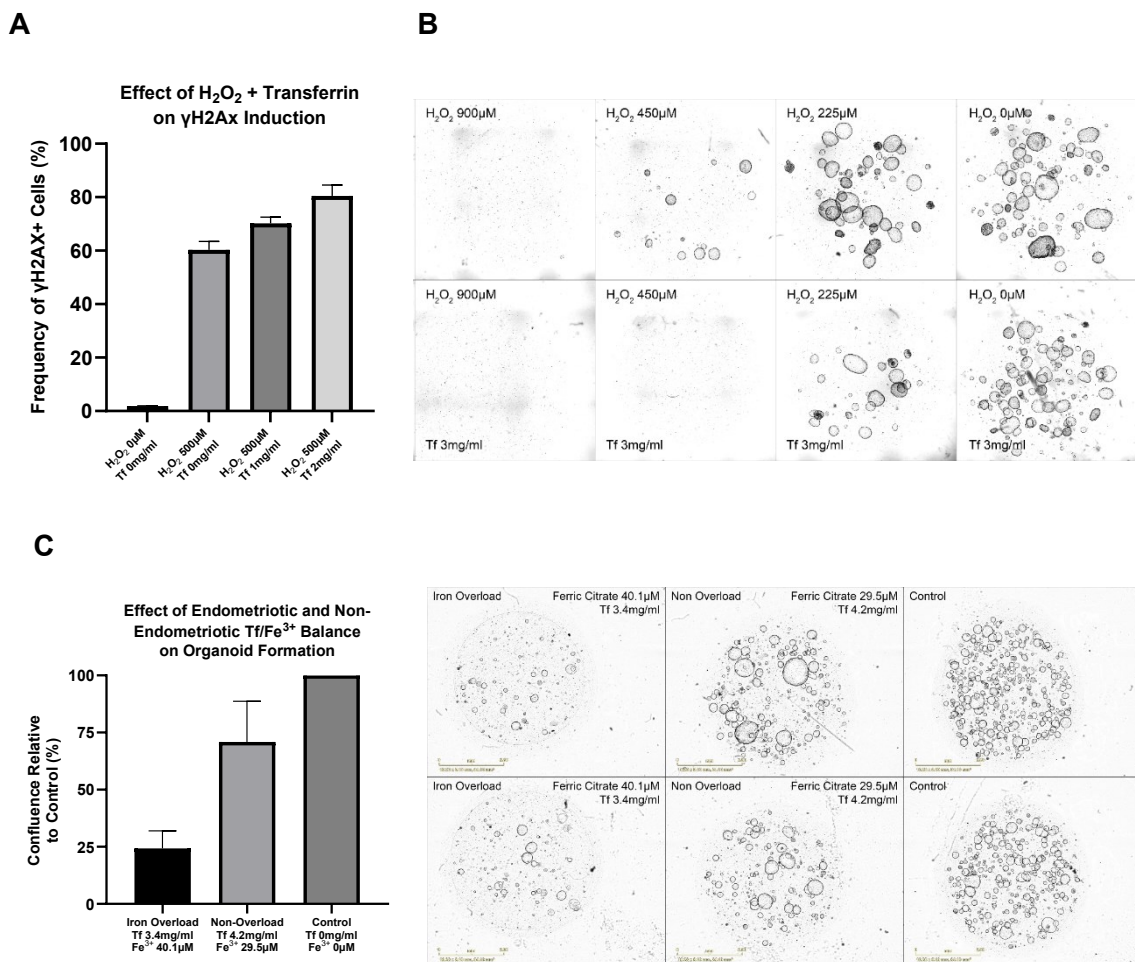 A
B
Effect of H₂O₂ + Transferrin
on γH2Ax Induction
Frequency of γH2AX+ Cells (%)
100
80
60
40
20
0
H₂O₂ 0µM
Tf 0mg/ml
H₂O₂ 500µM
Tf 0mg/ml
H₂O₂ 500µM
Tf 1mg/ml
H₂O₂ 500µM
Tf 2mg/ml
H₂O₂ 900µM
H₂O₂ 450µM
H₂O₂ 225µM
H₂O₂ 0µM
H₂O₂ 900µM
H₂O₂ 450µM
H₂O₂ 225µM
H₂O₂ 0µM
Tf 3mg/ml
Tf 3mg/ml
Tf 3mg/ml
Tf 3mg/ml
C
Effect of Endometriotic and Non-
Endometriotic Tf/Fe³⁺ Balance
on Organoid Formation
Confluence Relative
to Control (%)
100
75
50
25
0
Iron Overload
Tf 3.4mg/ml
Fe³⁺ 40.1µM
Non-Overload
Tf 4.2mg/ml
Fe³⁺ 29.5µM
Control
Tf 0mg/ml
Fe³⁺ 0µM
Iron Overload
Ferric Citrate 40.1µM
Tf 3.4mg/ml
Non Overload
Ferric Citrate 29.5µM
Tf 4.2mg/ml
Control
Iron Overload
Ferric Citrate 40.1µM
Tf 3.4mg/ml
Non Overload
Ferric Citrate 29.5µM
Tf 4.2mg/ml
Control